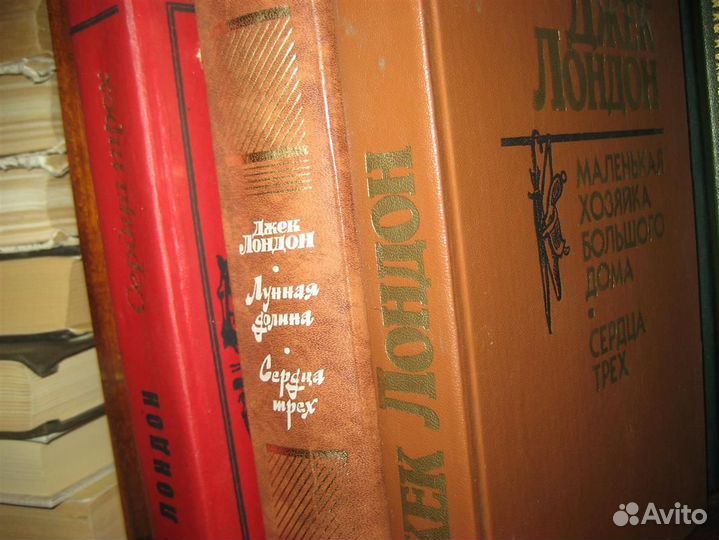 Сердца трех
ЛОНДОН
Джек
Лондон
Лунная
долина
Сердца
трех
ДЖЕК ЛОНДОН
ДЖЕК
ЛОНДОН
МАЛЕНЬКАЯ
ХОЗЯЙКА
БОЛЬШОГО
ДОМА
СЕРДЦА
ТРЕХ
Avito